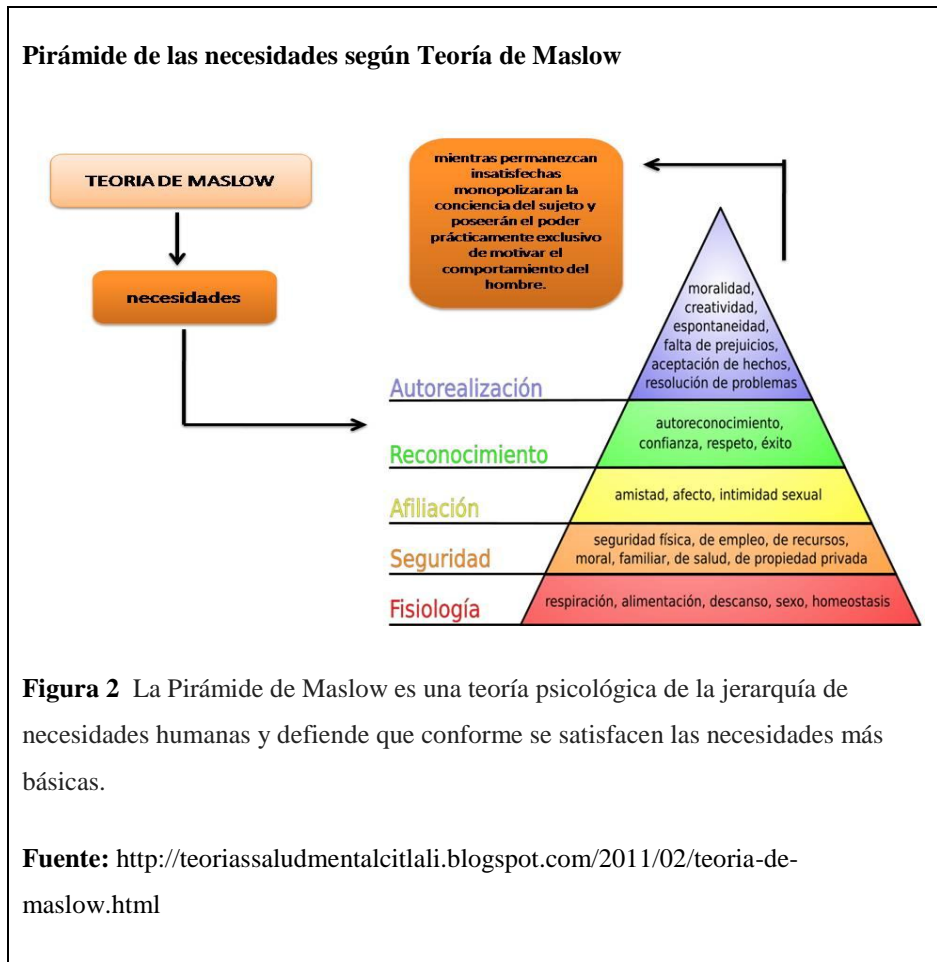 Pirámide de las necesidades según Teoría de Maslow
TEORIA DE MASLOW
necesidades
mientras permanezcan
insatisfechas
monopolizaran la
conciencia del sujeto y
poseerán el poder
prácticamente exclusivo
de motivar el
comportamiento del
hombre.
Autorealización
moralidad,
creatividad,
espontaneidad,
falta de prejuicios,
aceptación de hechos,
resolución de problemas
Reconocimiento
autoreconocimiento,
confianza, respeto, éxito
Afiliación
amistad, afecto, intimidad sexual
Seguridad
seguridad física, de empleo, de recursos,
moral, familiar, de salud, de propiedad privada
Fisiología
respiración, alimentación, descanso, sexo, homeostasis
Figura 2 La Pirámide de Maslow es una teoría psicológica de la jerarquía de
necesidades humanas y defiende que conforme se satisfacen las necesidades más
básicas.
Fuente: http://teoriassaludmentalcitlali.blogspot.com/2011/02/teoria-de-
maslow.html